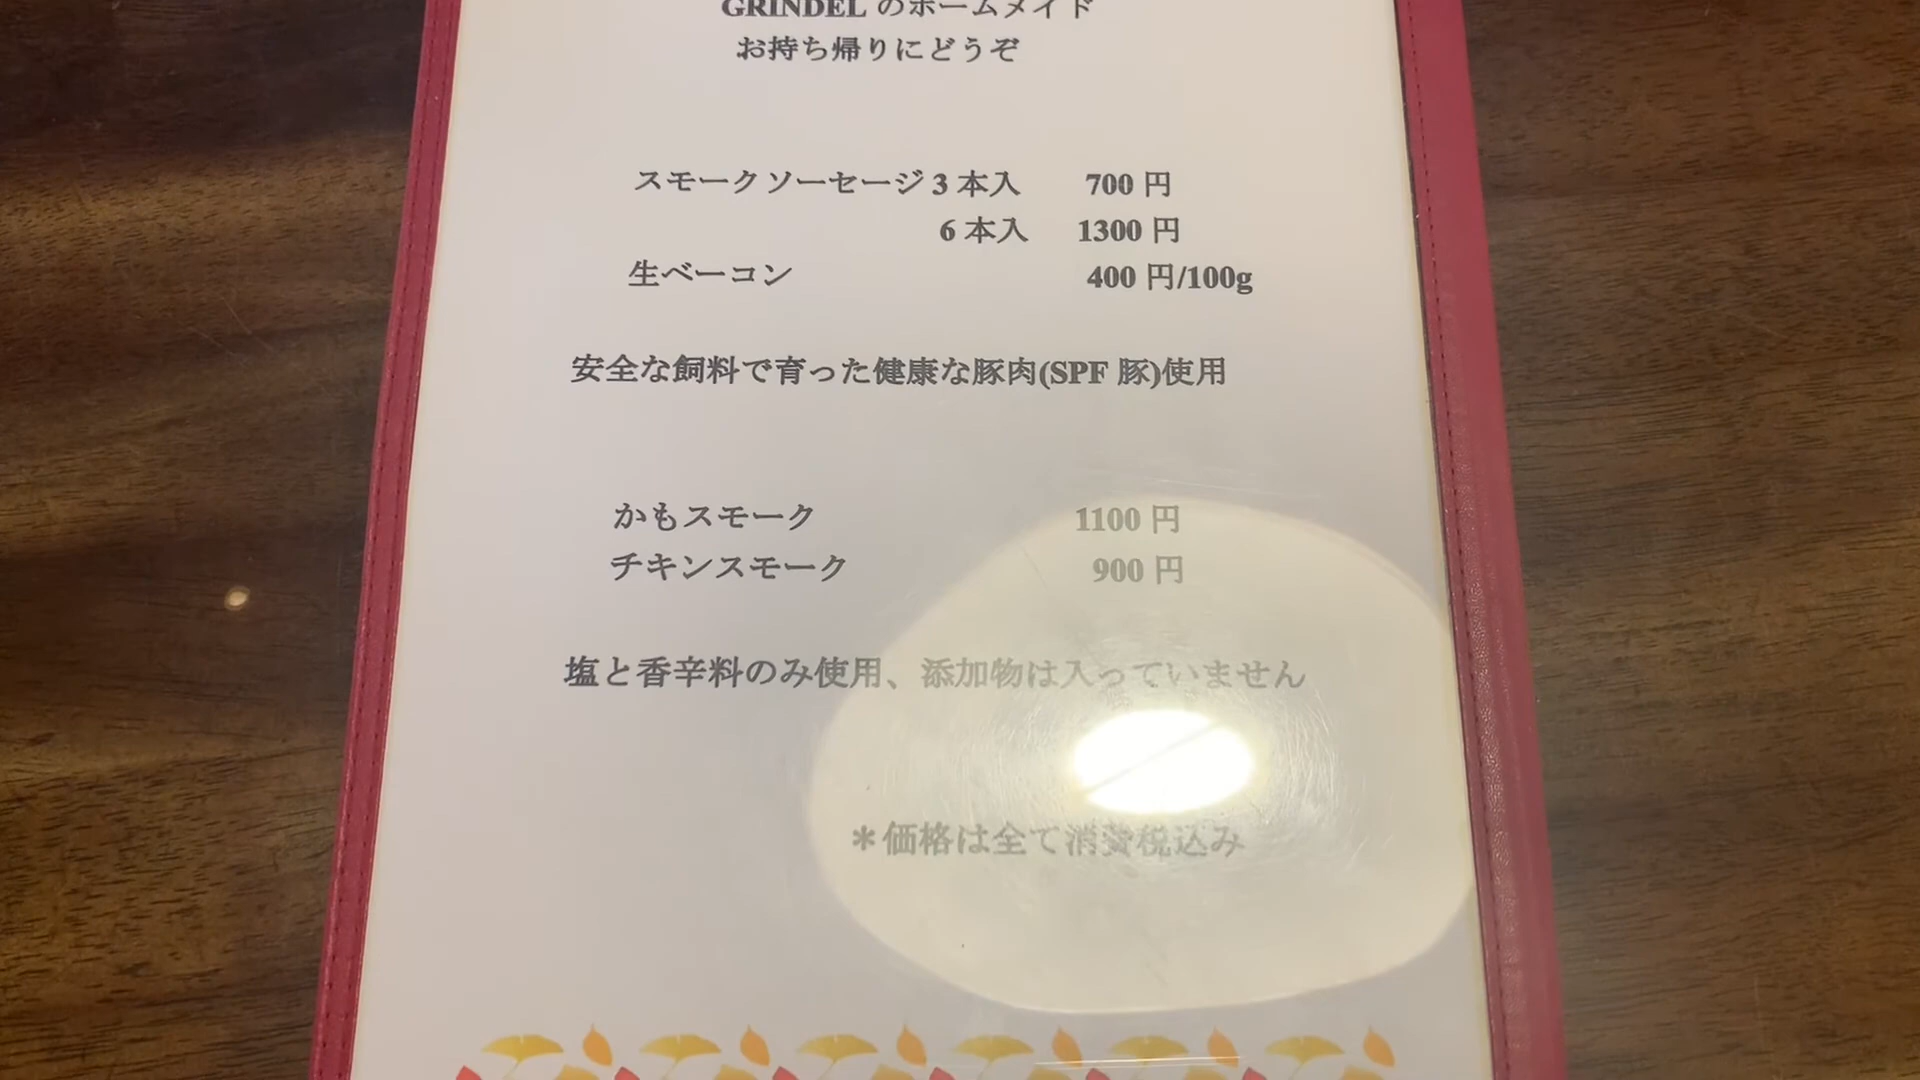 GRINDEL のホームメイド
お持ち帰りにどうぞ
スモークソーセージ 3 本入 700 円
6 本入 1300 円
生ベーコン 400 円/100g
安全な飼料で育った健康な豚肉(SPF 豚)使用
かもスモーク 1100 円
チキンスモーク 900 円
塩と香辛料のみ使用、添加物は入っていません
＊価格は全て消費税込み